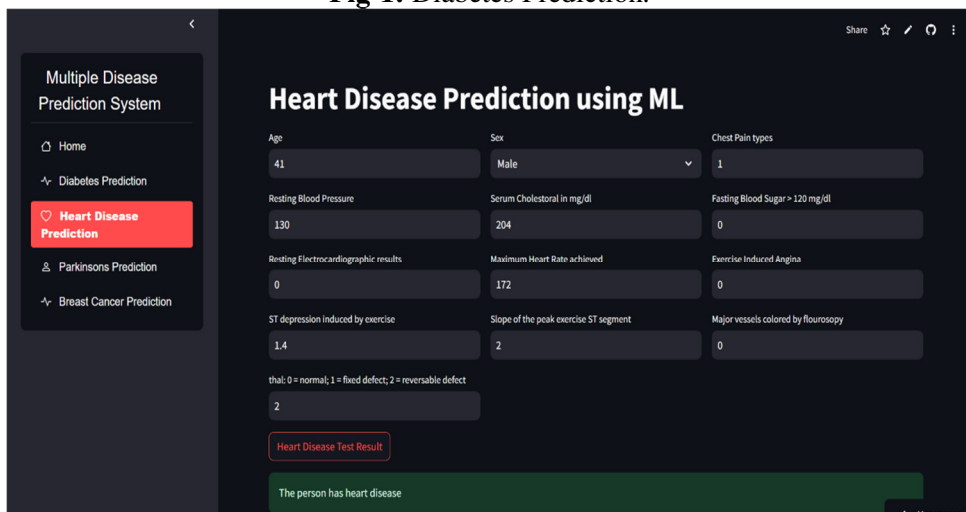 Fig 1: Diabetes Prediction.
Share
Multiple Disease
Prediction System
Home
Diabetes Prediction
Heart Disease
Prediction
Parkinsons Prediction
Breast Cancer Prediction
Heart Disease Prediction using ML
Age Sex Chest Pain types
41 Male 1
Resting Blood Pressure Serum Cholestoral in mg/dl Fasting Blood Sugar > 120 mg/dl
130 204 0
Resting Electrocardiographic results Maximum Heart Rate achieved Exercise Induced Angina
0 172 0
ST depression induced by exercise Slope of the peak exercise ST segment Major vessels colored by flourosopy
1.4 2 0
thal: 0 = normal; 1 = fixed defect; 2 = reversable defect
2
Heart Disease Test Result
The person has heart disease